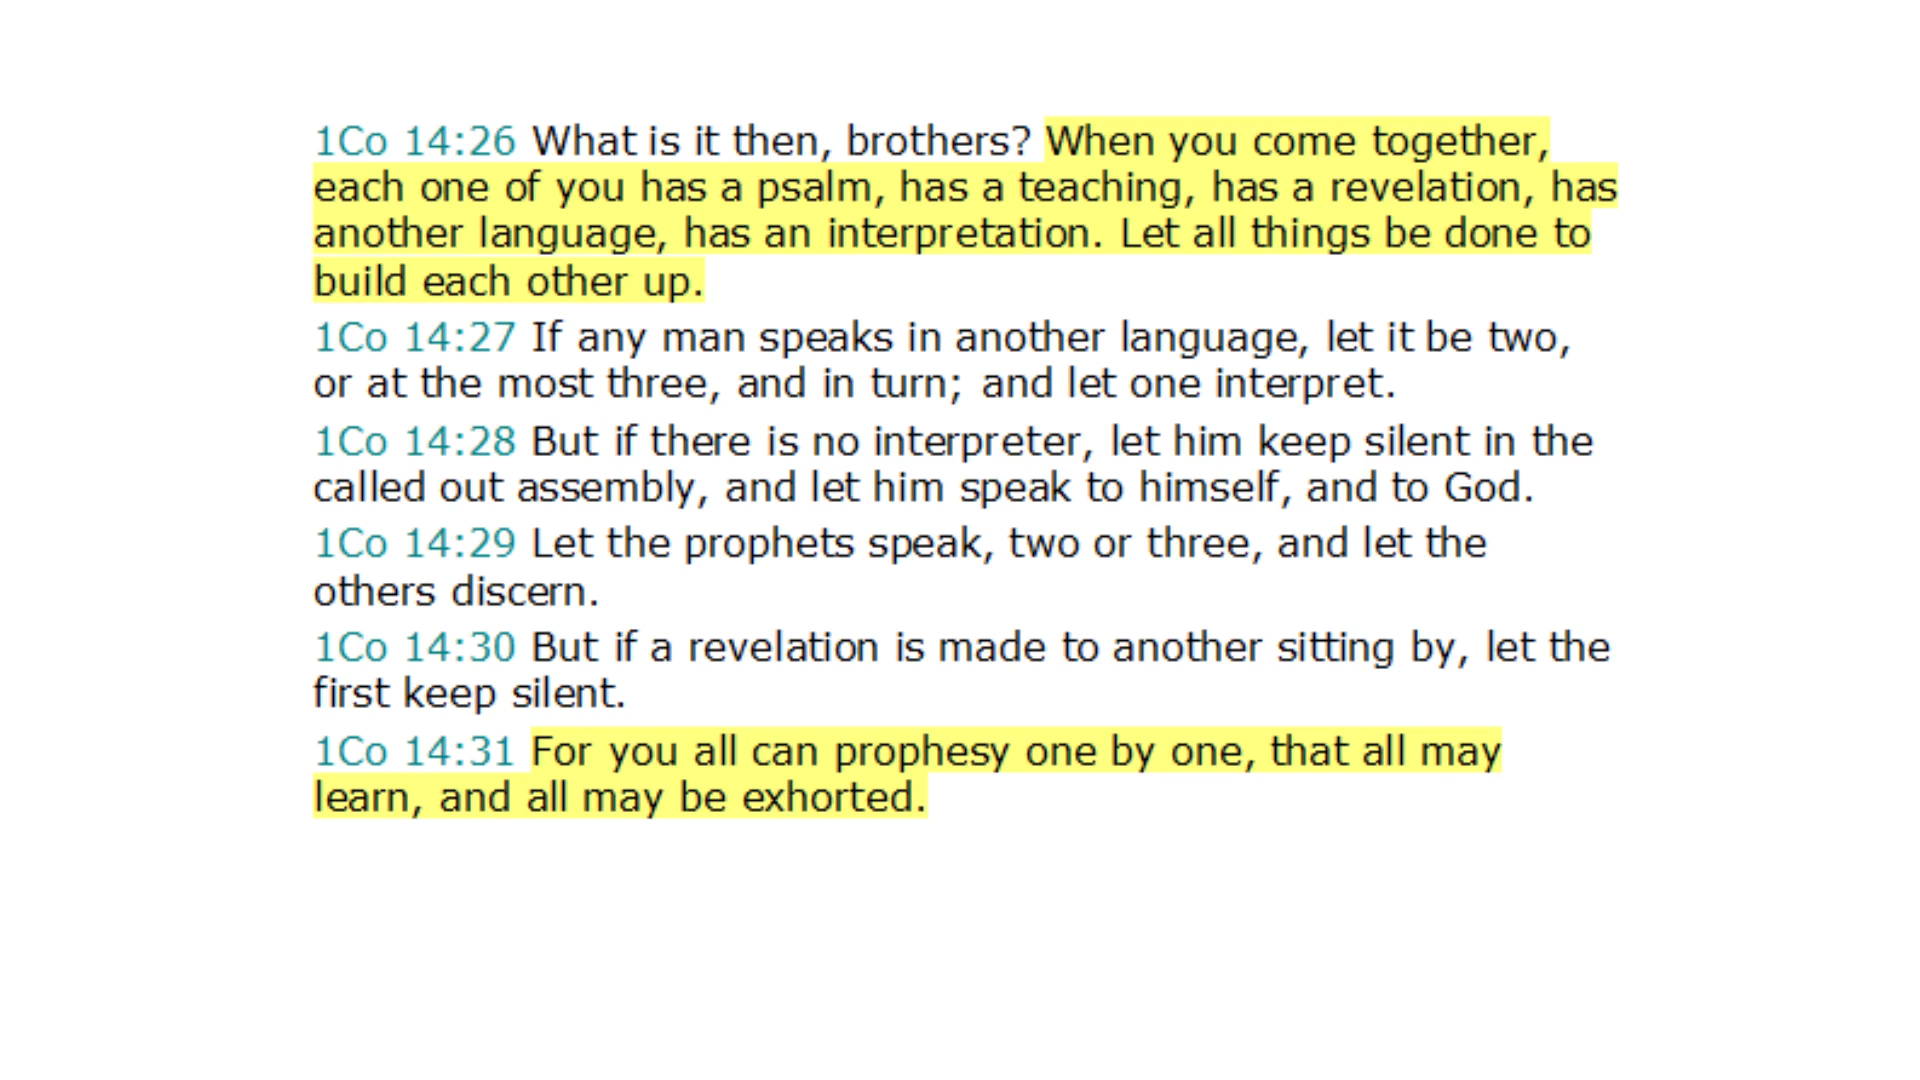 1Co 14:26 What is it then, brothers? When you come together,
each one of you has a psalm, has a teaching, has a revelation, has
another language, has an interpretation. Let all things be done to
build each other up.
1Co 14:27 If any man speaks in another language, let it be two,
or at the most three, and in turn; and let one interpret.
1Co 14:28 But if there is no interpreter, let him keep silent in the
called out assembly, and let him speak to himself, and to God.
1Co 14:29 Let the prophets speak, two or three, and let the
others discern.
1Co 14:30 But if a revelation is made to another sitting by, let the
first keep silent.
1Co 14:31 For you all can prophesy one by one, that all may
learn, and all may be exhorted.